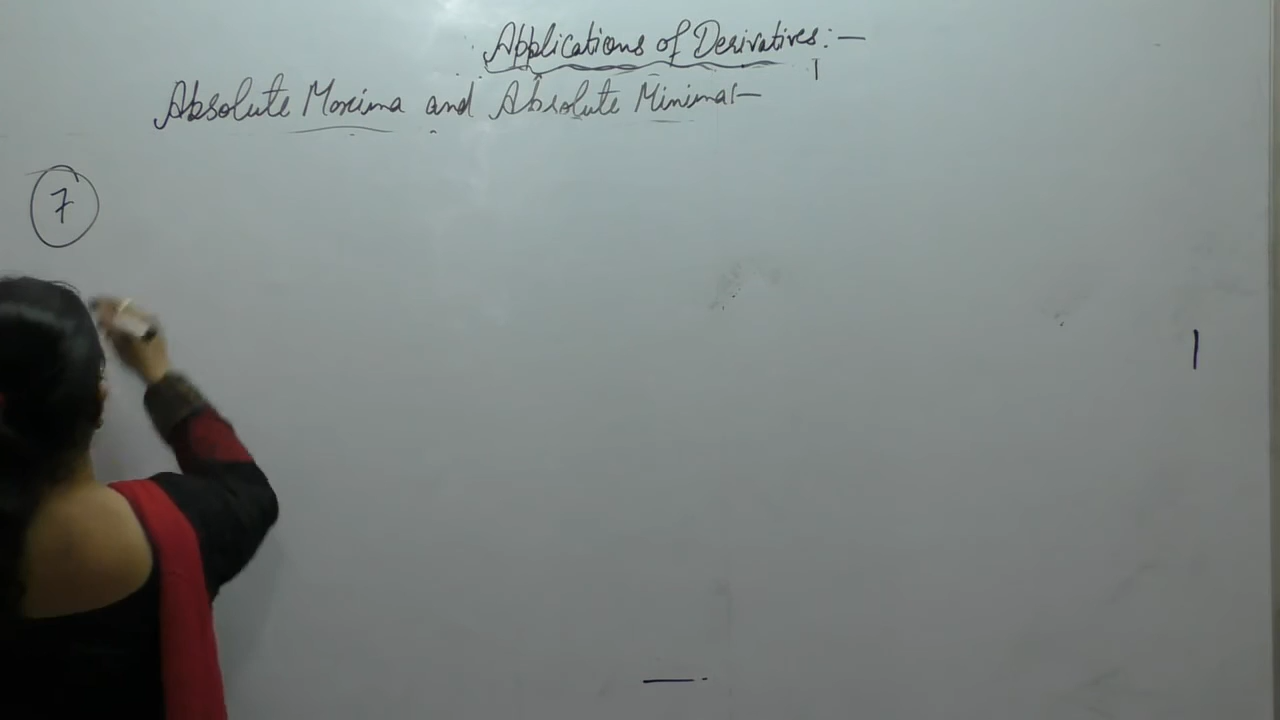 Applications of Derivatives:-
Absolute Maxima and Absolute Minima:-
7